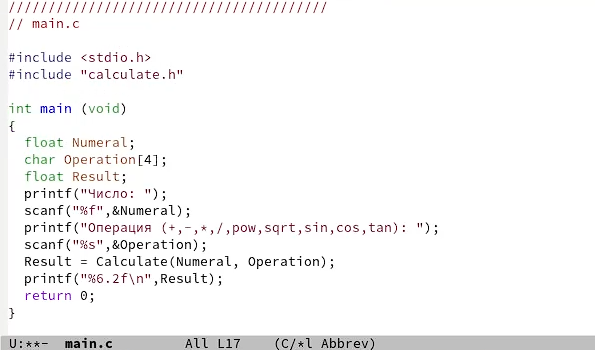 ////////////////////////////////////////
// main.c
#include <stdio.h>
#include "calculate.h"
int main (void)
{
  float Numeral;
  char Operation[4];
  float Result;
  printf("Число: ");
  scanf("%f",&Numeral);
  printf("Операция (+,-,*,/,pow,sqrt,sin,cos,tan): ");
  scanf("%s",&Operation);
  Result = Calculate(Numeral, Operation);
  printf("%6.2f\n",Result);
  return 0;
}
U:**-  main.c         All L17    (C/*l Abbrev)